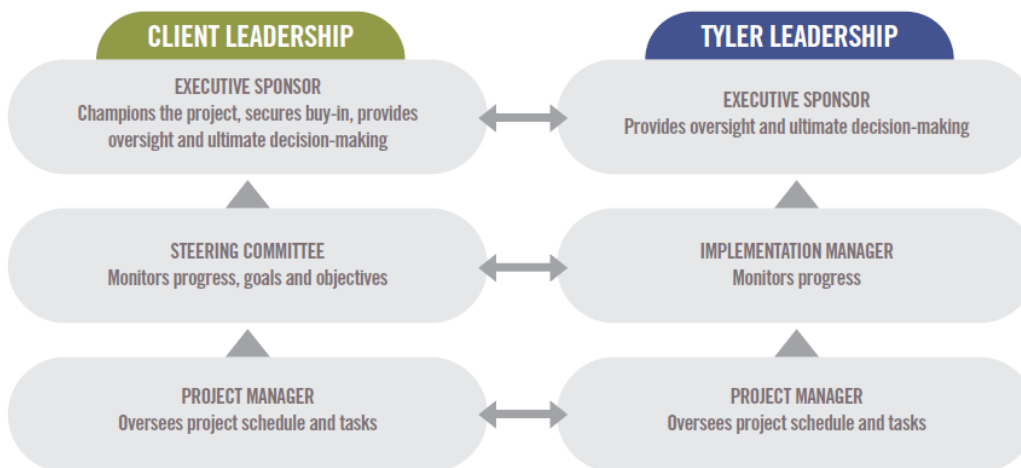 CLIENT LEADERSHIP
EXECUTIVE SPONSOR
Champions the project, secures buy-in, provides
oversight and ultimate decision-making
STEERING COMMITTEE
Monitors progress, goals and objectives
PROJECT MANAGER
Oversees project schedule and tasks
TYLER LEADERSHIP
EXECUTIVE SPONSOR
Provides oversight and ultimate decision-making
IMPLEMENTATION MANAGER
Monitors progress
PROJECT MANAGER
Oversees project schedule and tasks